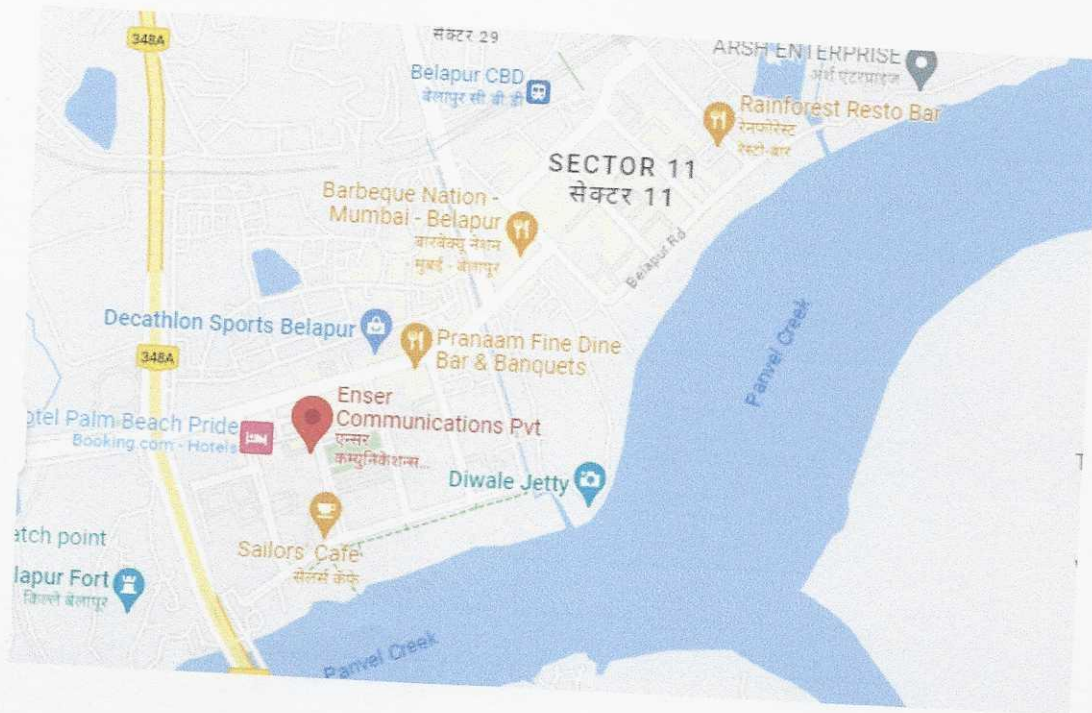 348A
सेक्टर 29
Belapur CBD
बेलापुर सी बी डी
ARSH ENTERPRISE
अर्श एंटरप्राइज
Rainforest Resto Bar
रेनफॉरेस्ट
रेस्टो-बार
SECTOR 11
सेक्टर 11
Barbeque Nation -
Mumbai - Belapur
बारबेक्यू नेशन
मुंबई - बेलापुर
Belapur Rd
Panvel Creek
Decathlon Sports Belapur
Pranaam Fine Dine
Bar & Banquets
348A
Enser
Communications Pvt
एन्सर
कम्युनिकेशन्स...
otel Palm Beach Pride
Booking.com - Hotels
Diwale Jetty
Sailors' Cafe
सेलर्स कॅफे
atch point
lapur Fort
किल्ले बेलापूर
Panvel Creek
T